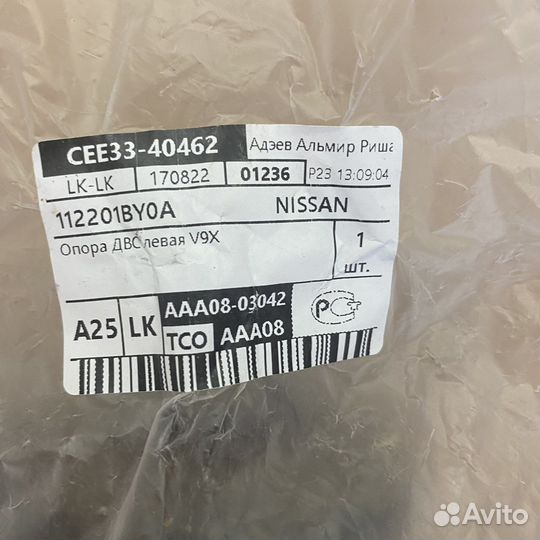 CEE33-40462 Адэев Альмир Риша
LK-LK 170822 01236 P23 13:09:04
112201BY0A NISSAN
Опора ДВС левая V9X 1
шт.
A25 LK AAA08-03042
TCO AAA08
Avito